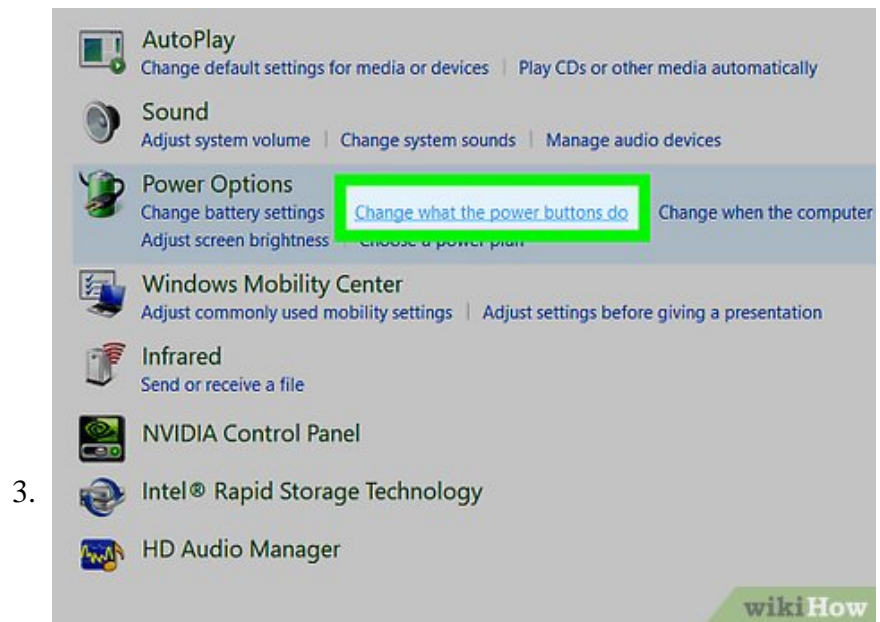 AutoPlay
Change default settings for media or devices | Play CDs or other media automatically
Sound
Adjust system volume | Change system sounds | Manage audio devices
Power Options
Change battery settings Change what the power buttons do Change when the computer
Adjust screen brightness Choose a power plan
Windows Mobility Center
Adjust commonly used mobility settings | Adjust settings before giving a presentation
Infrared
Send or receive a file
NVIDIA Control Panel
3. Intel® Rapid Storage Technology
HD Audio Manager
wikiHow